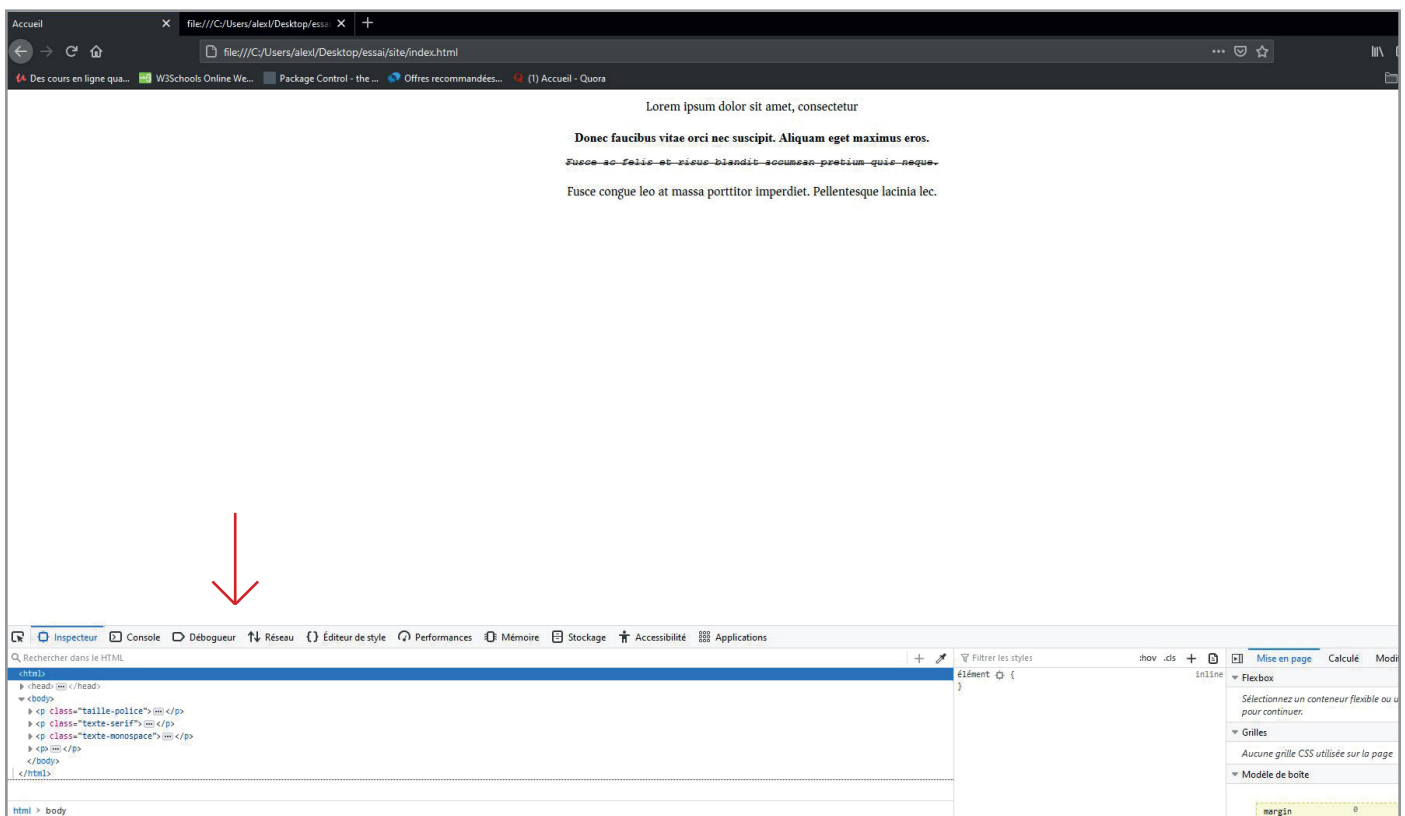 Accueil
file:///C:/Users/alexl/Desktop/essai
file:///C:/Users/alexl/Desktop/essai/site/index.html
Des cours en ligne qua... W3Schools Online We... Package Control - the ... Offres recommandées... (1) Accueil - Quora
Lorem ipsum dolor sit amet, consectetur
Donec faucibus vitae orci nec suscipit. Aliquam eget maximus eros.
Fusce ac felis et risus blandit accumsan pretium quis neque.
Fusce congue leo at massa porttitor imperdiet. Pellentesque lacinia lec.
Inspecteur Console Débogueur Réseau {} Éditeur de style Performances Mémoire Stockage Accessibilité Applications
Rechercher dans le HTML
Filtrer les styles :hov .cls
Mise en page Calculé Modi
<html>
<head> ... </head>
<body>
<p class="taille-police"> ... </p>
<p class="texte-serif"> ... </p>
<p class="texte-monospace"> ... </p>
<p> ... </p>
</body>
</html>
html > body
élément { inline
}
Flexbox
Sélectionnez un conteneur flexible ou u
pour continuer.
Grilles
Aucune grille CSS utilisée sur la page
Modèle de boîte
margin 0